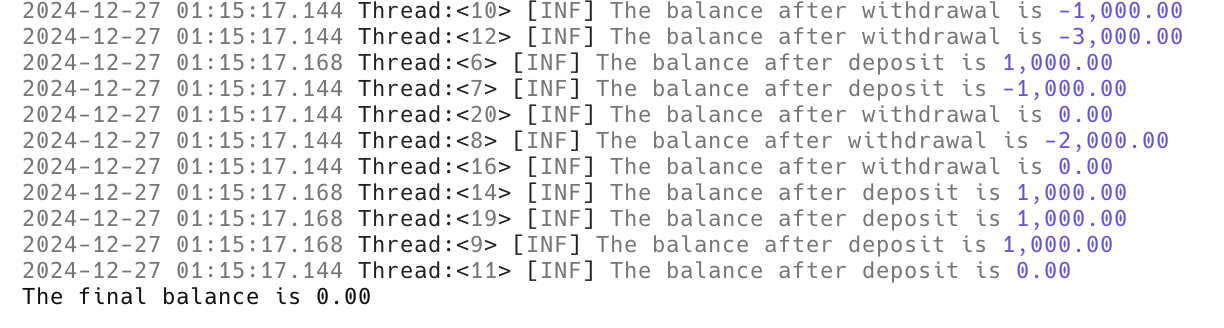 2024-12-27 01:15:17.144 Thread:<10> [INF] The balance after withdrawal is -1,000.00
2024-12-27 01:15:17.144 Thread:<12> [INF] The balance after withdrawal is -3,000.00
2024-12-27 01:15:17.168 Thread:<6> [INF] The balance after deposit is 1,000.00
2024-12-27 01:15:17.144 Thread:<7> [INF] The balance after deposit is -1,000.00
2024-12-27 01:15:17.144 Thread:<20> [INF] The balance after withdrawal is 0.00
2024-12-27 01:15:17.144 Thread:<8> [INF] The balance after withdrawal is -2,000.00
2024-12-27 01:15:17.144 Thread:<16> [INF] The balance after withdrawal is 0.00
2024-12-27 01:15:17.168 Thread:<14> [INF] The balance after deposit is 1,000.00
2024-12-27 01:15:17.168 Thread:<19> [INF] The balance after deposit is 1,000.00
2024-12-27 01:15:17.168 Thread:<9> [INF] The balance after deposit is 1,000.00
2024-12-27 01:15:17.144 Thread:<11> [INF] The balance after deposit is 0.00
The final balance is 0.00